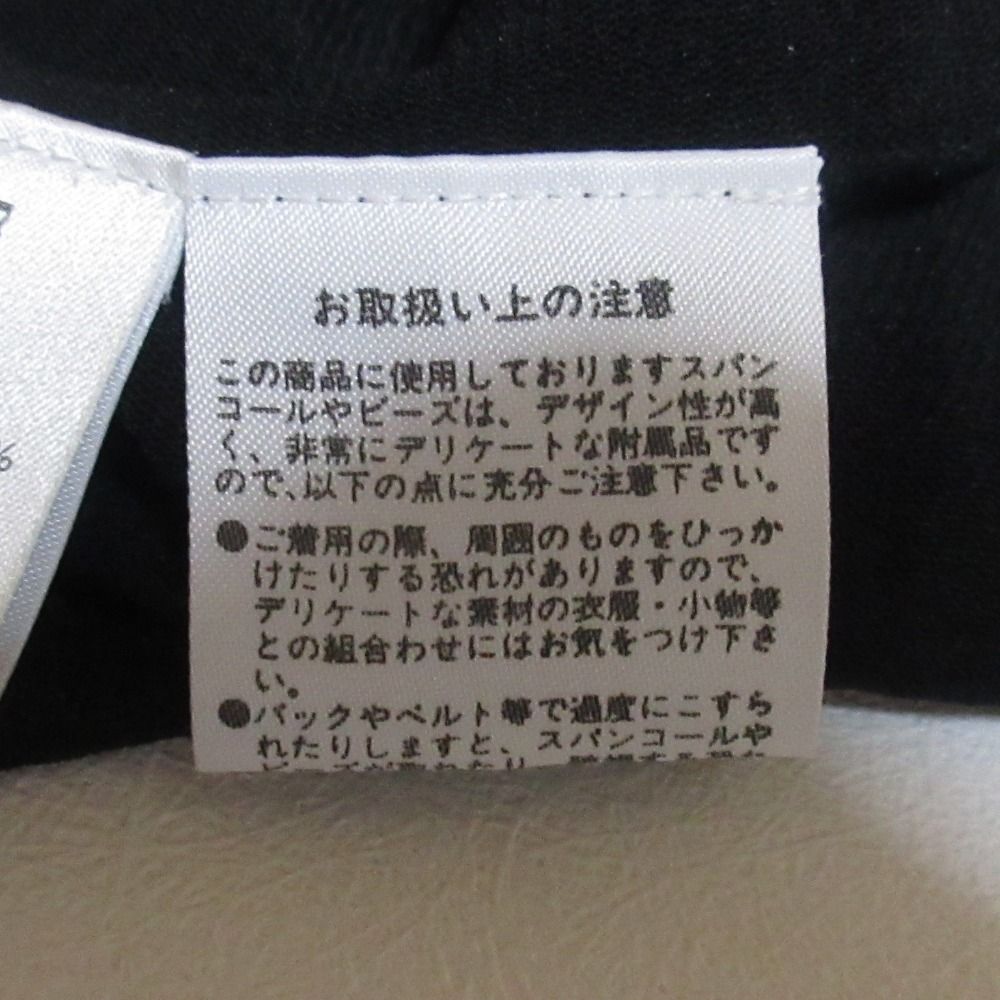 お取扱い上の注意
この商品に使用しておりますスパン
コールやビーズは、デザイン性が高
く、非常にデリケートな附属品です
ので、以下の点に充分ご注意下さい。
●ご着用の際、周囲のものをひっか
けたりする恐れがありますので、
デリケートな素材の衣服・小物等
との組合わせにはお気をつけ下さ
い。
●バックやベルト等で過度にこすら
れたりしますと、スパンコールや
%